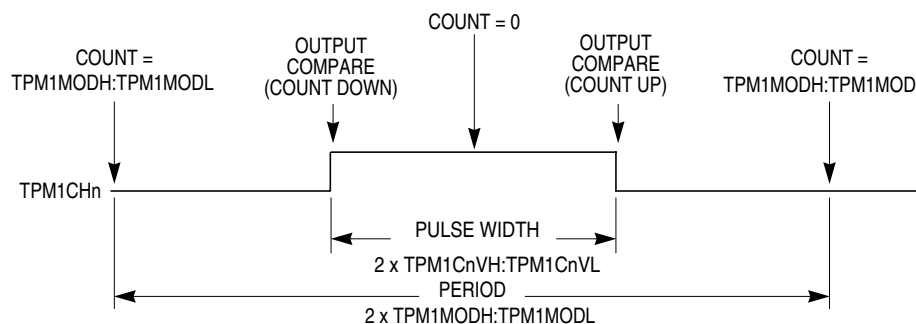 COUNT = 0
COUNT =
TPM1MODH:TPM1MODL
OUTPUT
COMPARE
(COUNT DOWN)
OUTPUT
COMPARE
(COUNT UP)
COUNT =
TPM1MODH:TPM1MOD
TPM1CHn
PULSE WIDTH
2 x TPM1CnVH:TPM1CnVL
PERIOD
2 x TPM1MODH:TPM1MODL